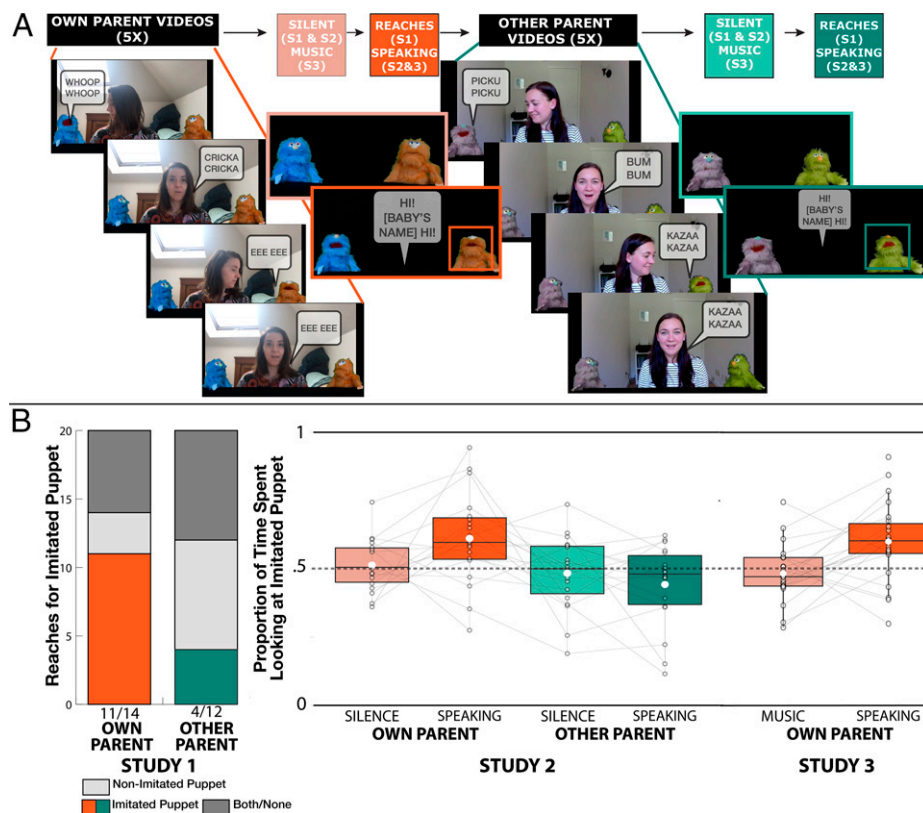 A
OWN PARENT VIDEOS
(5X)
SILENT
(S1 & S2)
MUSIC
(S3)
REACHES
(S1)
SPEAKING
(S2&3)
OTHER PARENT
VIDEOS (5X)
SILENT
(S1 & S2)
MUSIC
(S3)
REACHES
(S1)
SPEAKING
(S2&3)
WHOOP
WHOOP
CRICKA
CRICKA
EEE EEE
EEE EEE
HI!
[BABY'S
NAME] HI!
PICKU
PICKU
BUM
BUM
KAZAA
KAZAA
KAZAA
KAZAA
HI!
[BABY'S
NAME] HI!
B
Reaches for Imitated Puppet
20
15
10
5
0
11/14
4/12
OWN
PARENT
OTHER
PARENT
STUDY 1
Non-Imitated Puppet
Imitated Puppet
Both/None
Proportion of Time Spent
Looking at Imitated Puppet
1
.5
0
SILENCE
SPEAKING
SILENCE
SPEAKING
OWN PARENT
OTHER PARENT
STUDY 2
MUSIC
SPEAKING
OWN PARENT
STUDY 3